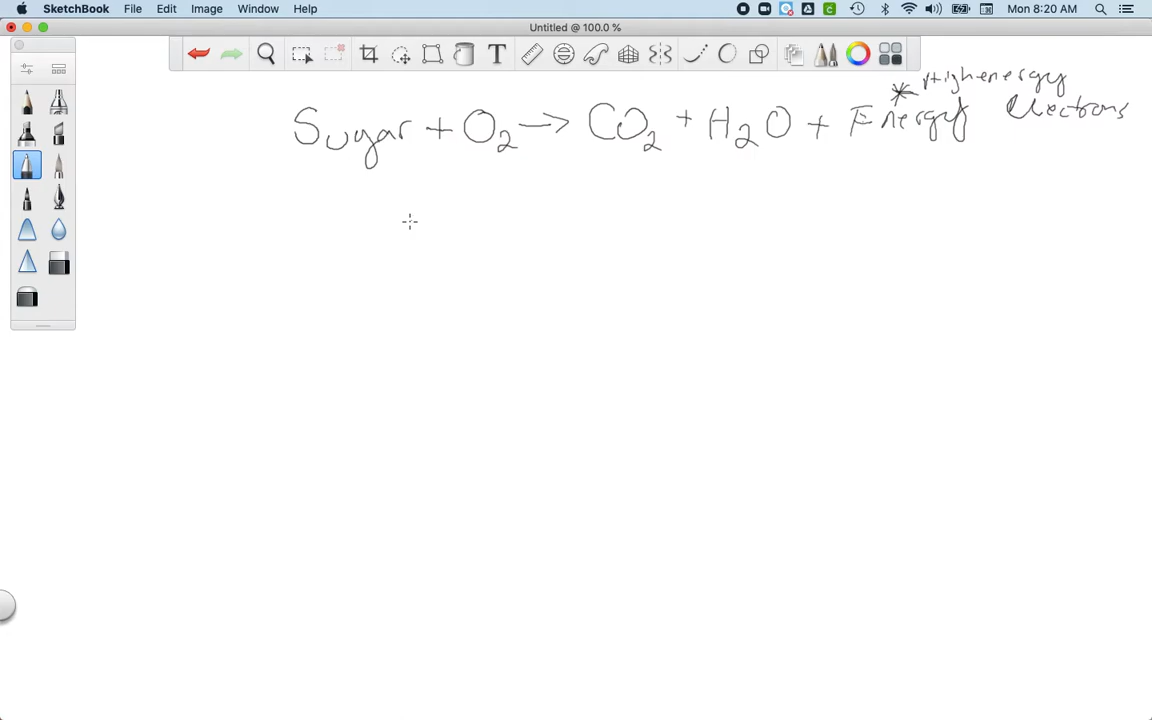 SketchBook File Edit Image Window Help Mon 8:20 AM
Untitled @ 100.0 %
*High energy
Sugar + O2 → CO2 + H2O + Energy electrons